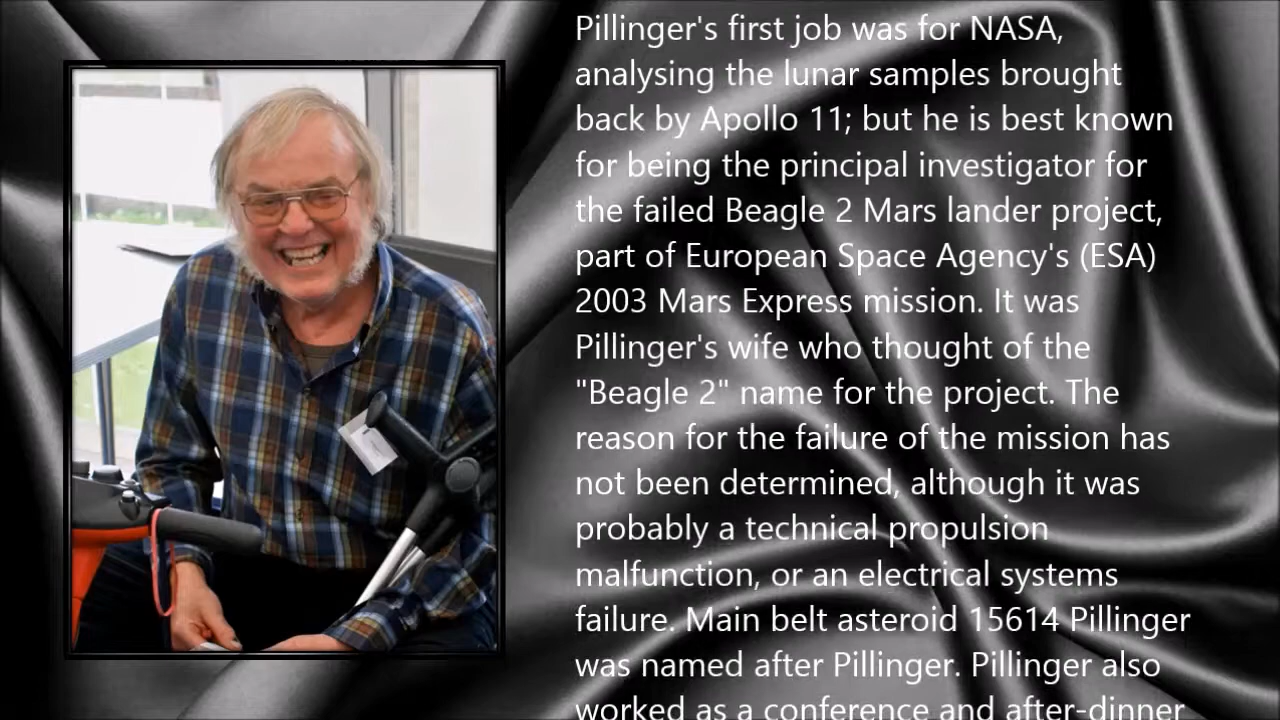 Pillinger's first job was for NASA,
analysing the lunar samples brought
back by Apollo 11; but he is best known
for being the principal investigator for
the failed Beagle 2 Mars lander project,
part of European Space Agency's (ESA)
2003 Mars Express mission. It was
Pillinger's wife who thought of the
"Beagle 2" name for the project. The
reason for the failure of the mission has
not been determined, although it was
probably a technical propulsion
malfunction, or an electrical systems
failure. Main belt asteroid 15614 Pillinger
was named after Pillinger. Pillinger also
worked as a conference and after-dinner